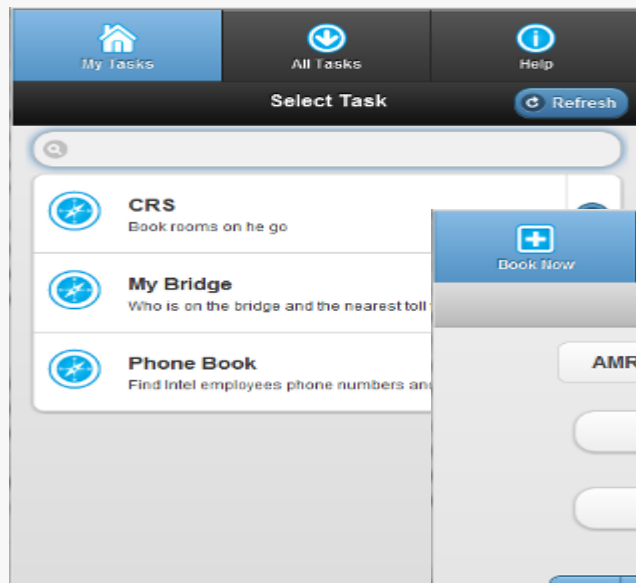 My Tasks
All Tasks
Help
Select Task
Refresh
CRS
Book rooms on he go
My Bridge
Who is on the bridge and the nearest toll
Phone Book
Find Intel employees phone numbers and
Book Now
AMR